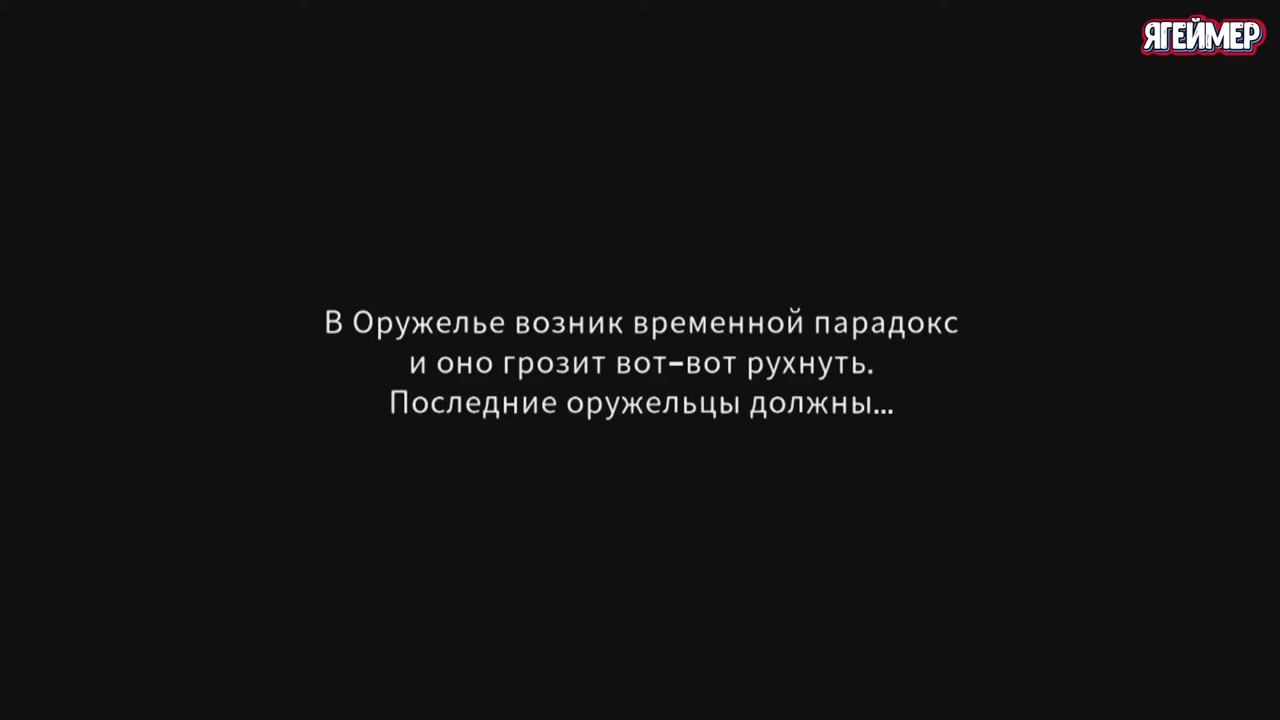 ЯГЕЙМЕР
В Оружелье возник временной парадокс
и оно грозит вот-вот рухнуть.
Последние оружельцы должны...